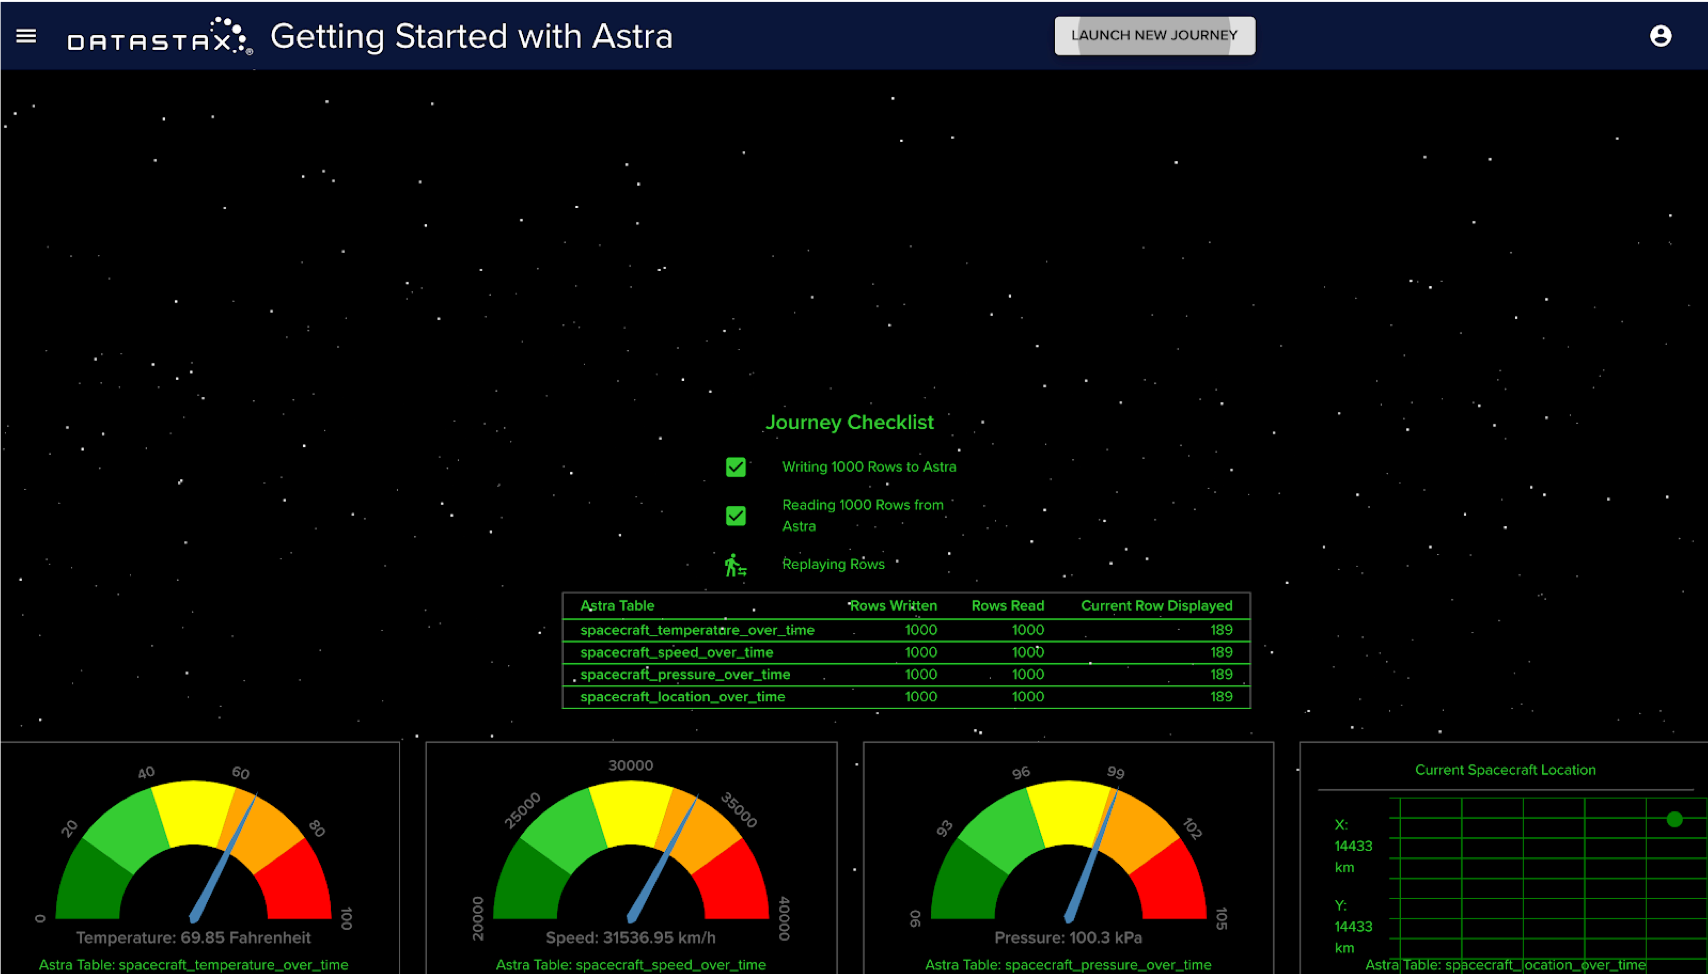 DATASTAX® Getting Started with Astra LAUNCH NEW JOURNEY
Journey Checklist
Writing 1000 Rows to Astra
Reading 1000 Rows from
Astra
Replaying Rows
Astra Table Rows Written Rows Read Current Row Displayed
spacecraft_temperature_over_time 1000 1000 189
spacecraft_speed_over_time 1000 1000 189
spacecraft_pressure_over_time 1000 1000 189
spacecraft_location_over_time 1000 1000 189
0 20 40 60 80 100
Temperature: 69.85 Fahrenheit
Astra Table: spacecraft_temperature_over_time
20000 25000 30000 35000 40000
Speed: 31536.95 km/h
Astra Table: spacecraft_speed_over_time
90 93 96 99 102 105
Pressure: 100.3 kPa
Astra Table: spacecraft_pressure_over_time
Current Spacecraft Location
X:
14433
km
Y:
14433
km
Astra Table: spacecraft_location_over_time